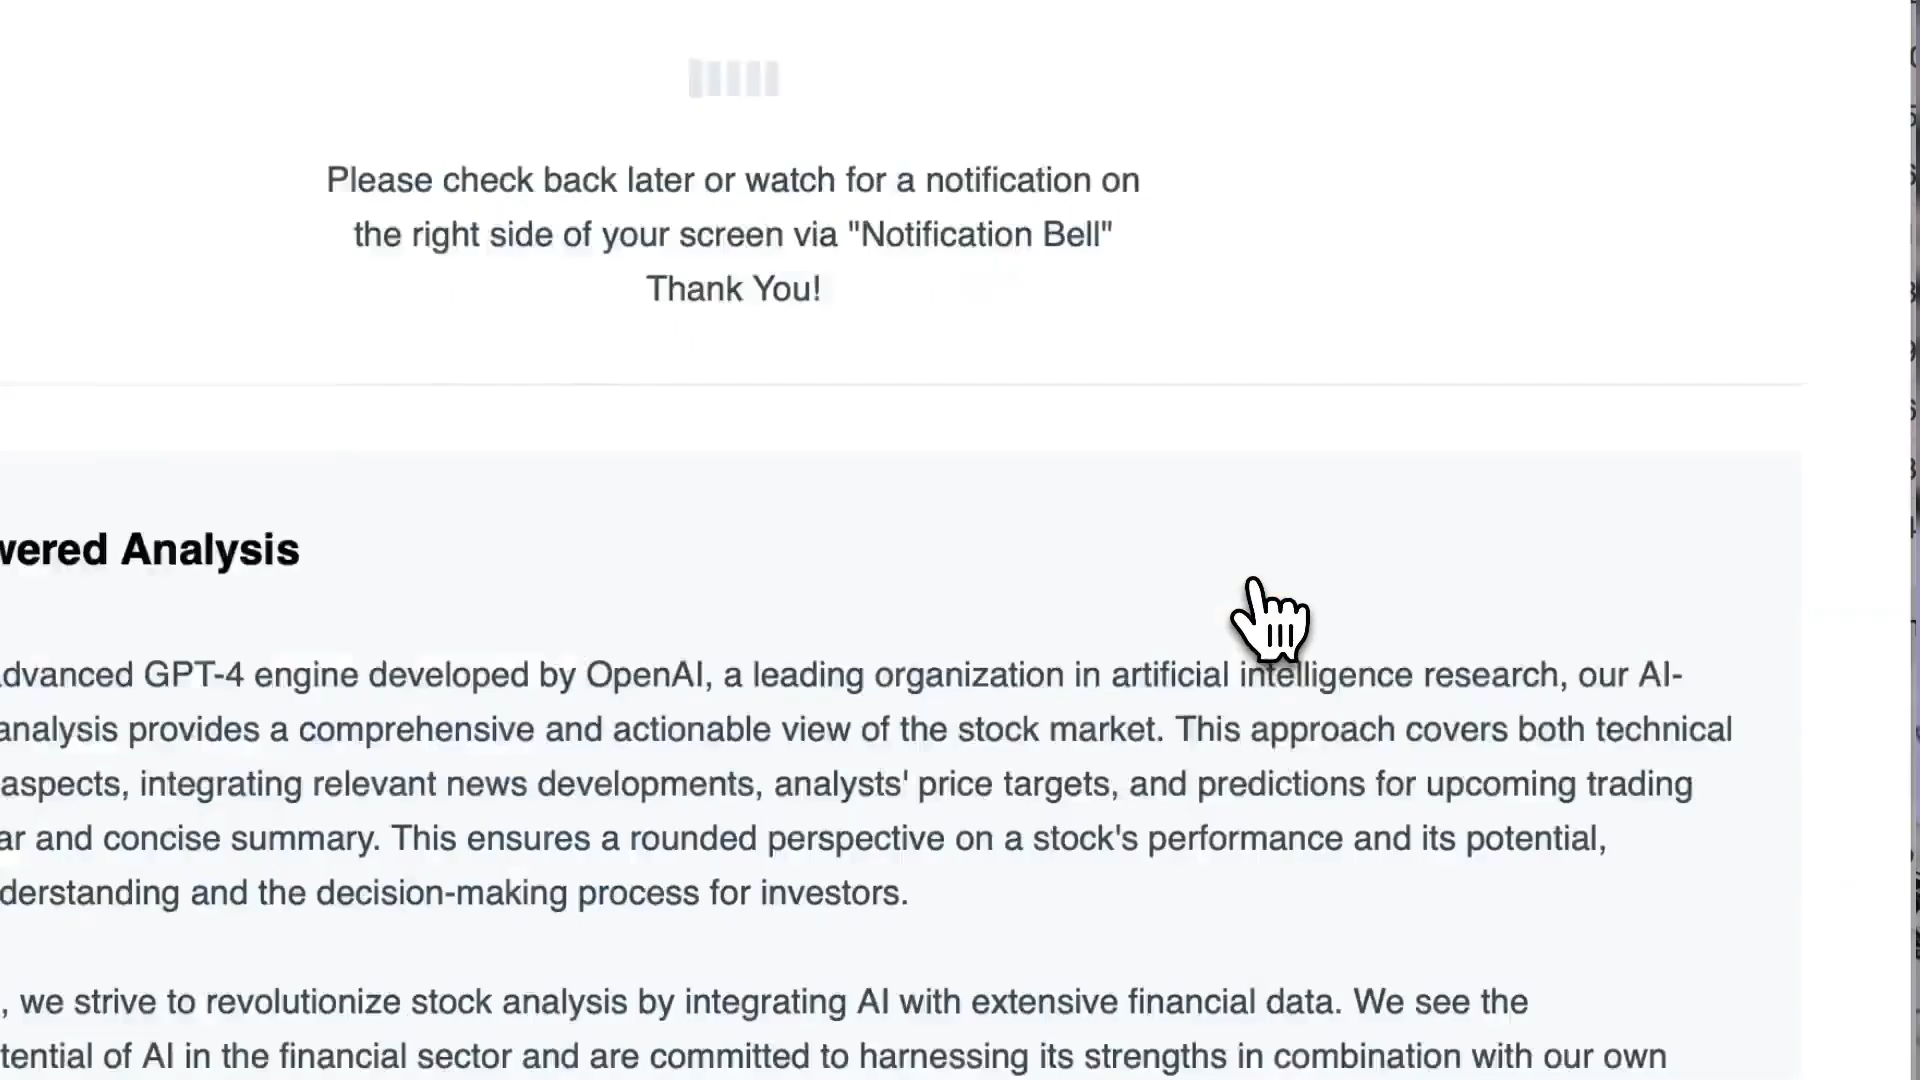 Please check back later or watch for a notification on
the right side of your screen via "Notification Bell"
Thank You!
wered Analysis
dvanced GPT-4 engine developed by OpenAI, a leading organization in artificial intelligence research, our AI-
analysis provides a comprehensive and actionable view of the stock market. This approach covers both technical
aspects, integrating relevant news developments, analysts' price targets, and predictions for upcoming trading
ar and concise summary. This ensures a rounded perspective on a stock's performance and its potential,
derstanding and the decision-making process for investors.
, we strive to revolutionize stock analysis by integrating AI with extensive financial data. We see the
tential of AI in the financial sector and are committed to harnessing its strengths in combination with our own